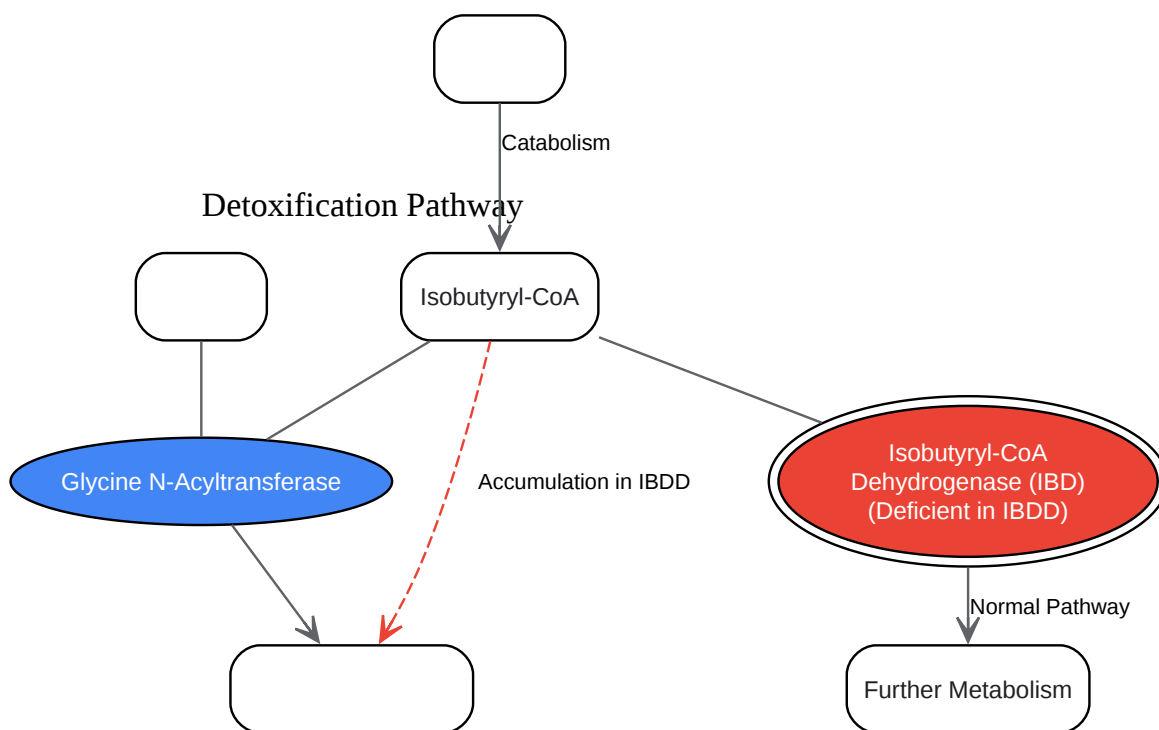 Catabolism
Detoxification Pathway
Isobutyryl-CoA
Glycine N-Acyltransferase
Accumulation in IBDD
Isobutyryl-CoA
Dehydrogenase (IBD)
(Deficient in IBDD)
Normal Pathway
Further Metabolism